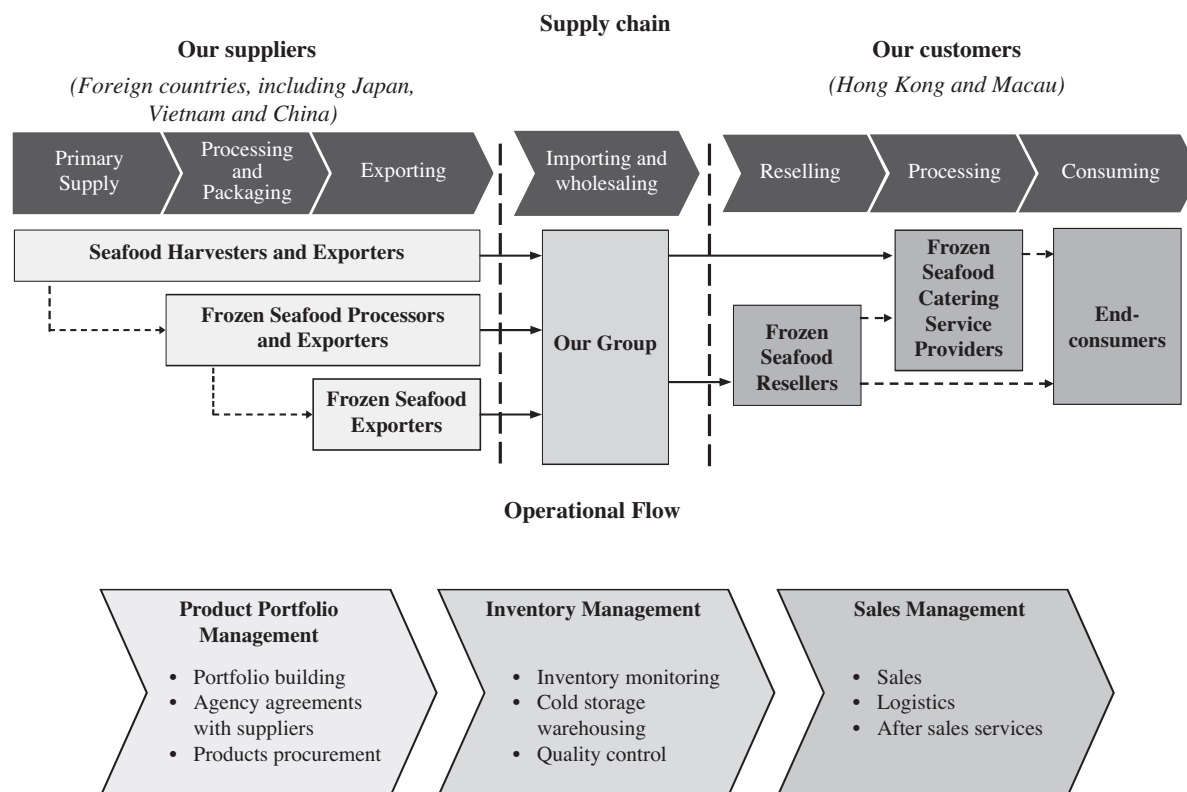 Supply chain
Our suppliers
(Foreign countries, including Japan,
Vietnam and China)
Our customers
(Hong Kong and Macau)
Primary
Supply
Processing
and
Packaging
Exporting
Importing and
wholesaling
Reselling
Processing
Consuming
Seafood Harvesters and Exporters
Frozen Seafood Processors
and Exporters
Frozen Seafood
Exporters
Our Group
Frozen
Seafood
Resellers
Frozen
Seafood
Catering
Service
Providers
End-
consumers
Operational Flow
Product Portfolio
Management
• Portfolio building
• Agency agreements
with suppliers
• Products procurement
Inventory Management
• Inventory monitoring
• Cold storage
warehousing
• Quality control
Sales Management
• Sales
• Logistics
• After sales services